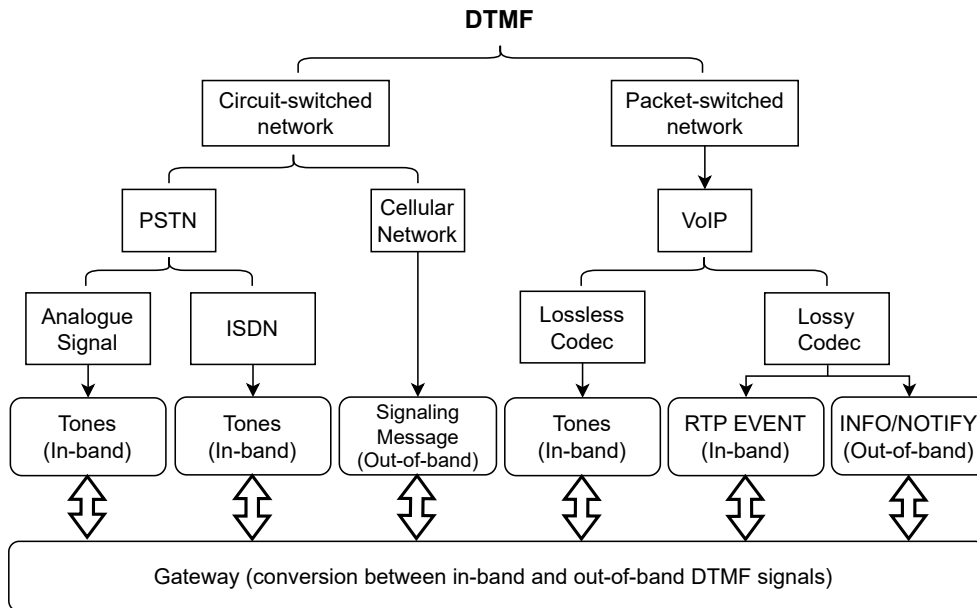 DTMF
Circuit-switched
network
Packet-switched
network
PSTN
Cellular
Network
VoIP
Analogue
Signal
ISDN
Lossless
Codec
Lossy
Codec
Tones
(In-band)
Tones
(In-band)
Signaling
Message
(Out-of-band)
Tones
(In-band)
RTP EVENT
(In-band)
INFO/NOTIFY
(Out-of-band)
Gateway (conversion between in-band and out-of-band DTMF signals)